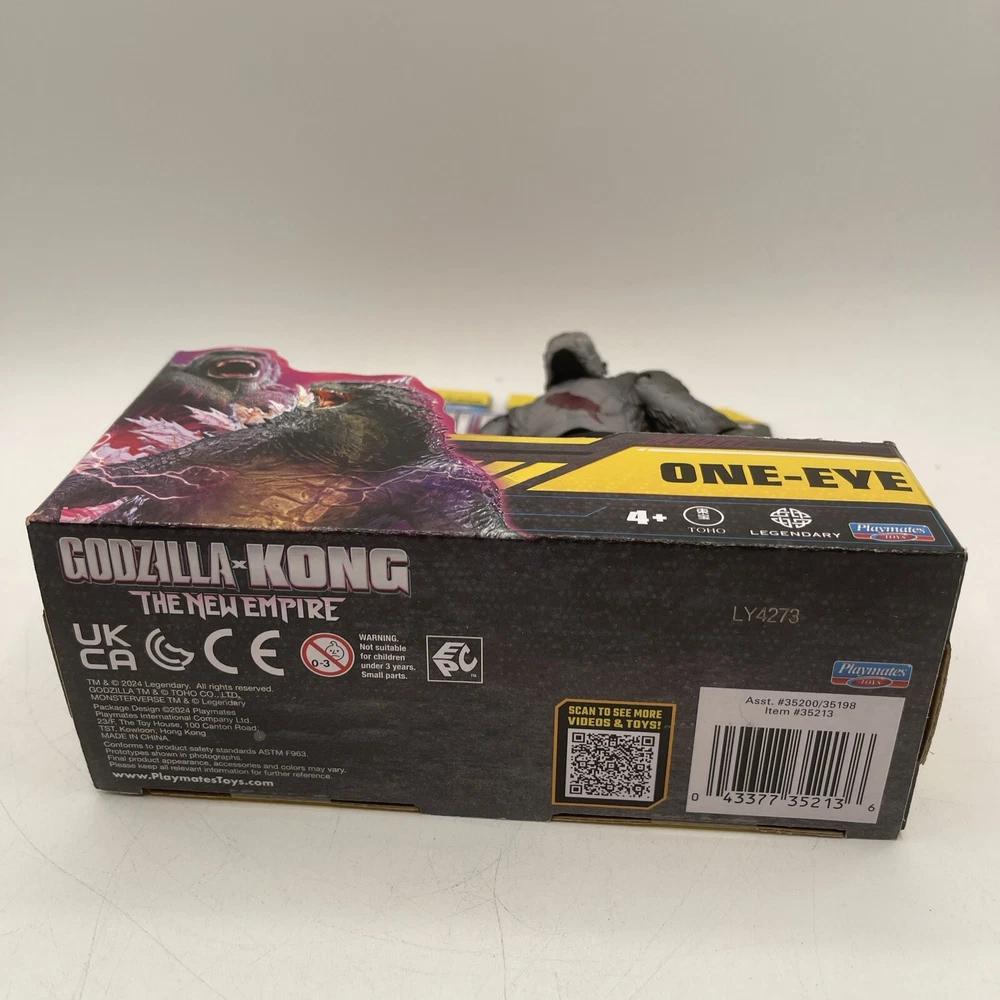 ONE-EYE
4+
TOHO
LEGENDARY
Playmates
TOYS
GODZILLA x KONG
THE NEW EMPIRE
LY4273
UK
CA
CE
0-3
WARNING.
Not suitable
for children
under 3 years.
Small parts.
EPC
™
TM & © 2024 Legendary. All rights reserved.
GODZILLA TM & © TOHO CO., LTD.
MONSTERVERSE TM & © Legendary
Package Design ©2024 Playmates
Playmates International Company Ltd.
23/F, The Toy House, 100 Canton Road,
TST, Kowloon, Hong Kong
MADE IN CHINA
Conforms to product safety standards ASTM F963.
Prototypes shown in photographs.
Final product appearance, accessories and colors may vary.
Please keep all relevant information for further reference.
www.PlaymatesToys.com
SCAN TO SEE MORE
VIDEOS & TOYS!
Playmates
TOYS
Asst. #35200/35198
Item #35213
0 43377 35213 6